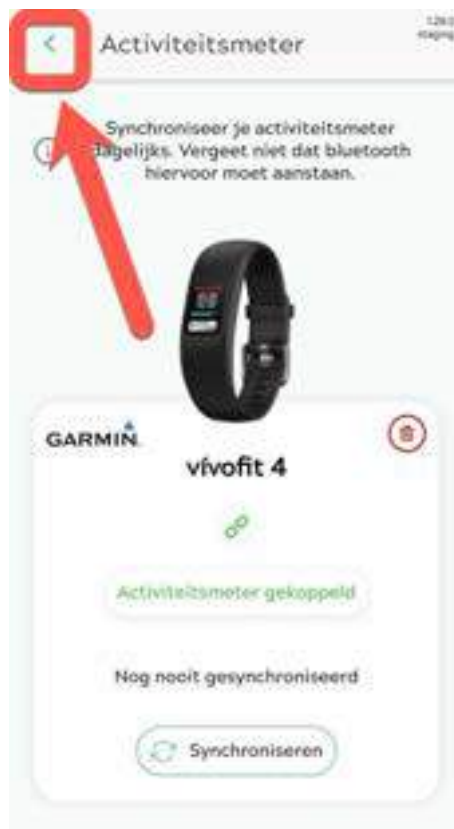 Activiteitsmeter
Synchroniseer je activiteitsmeter
dagelijks. Vergeet niet dat bluetooth
hiervoor moet aanstaan.
GARMIN
vívofit 4
Activiteitsmeter gekoppeld
Nog nooit gesynchroniseerd
Synchroniseren